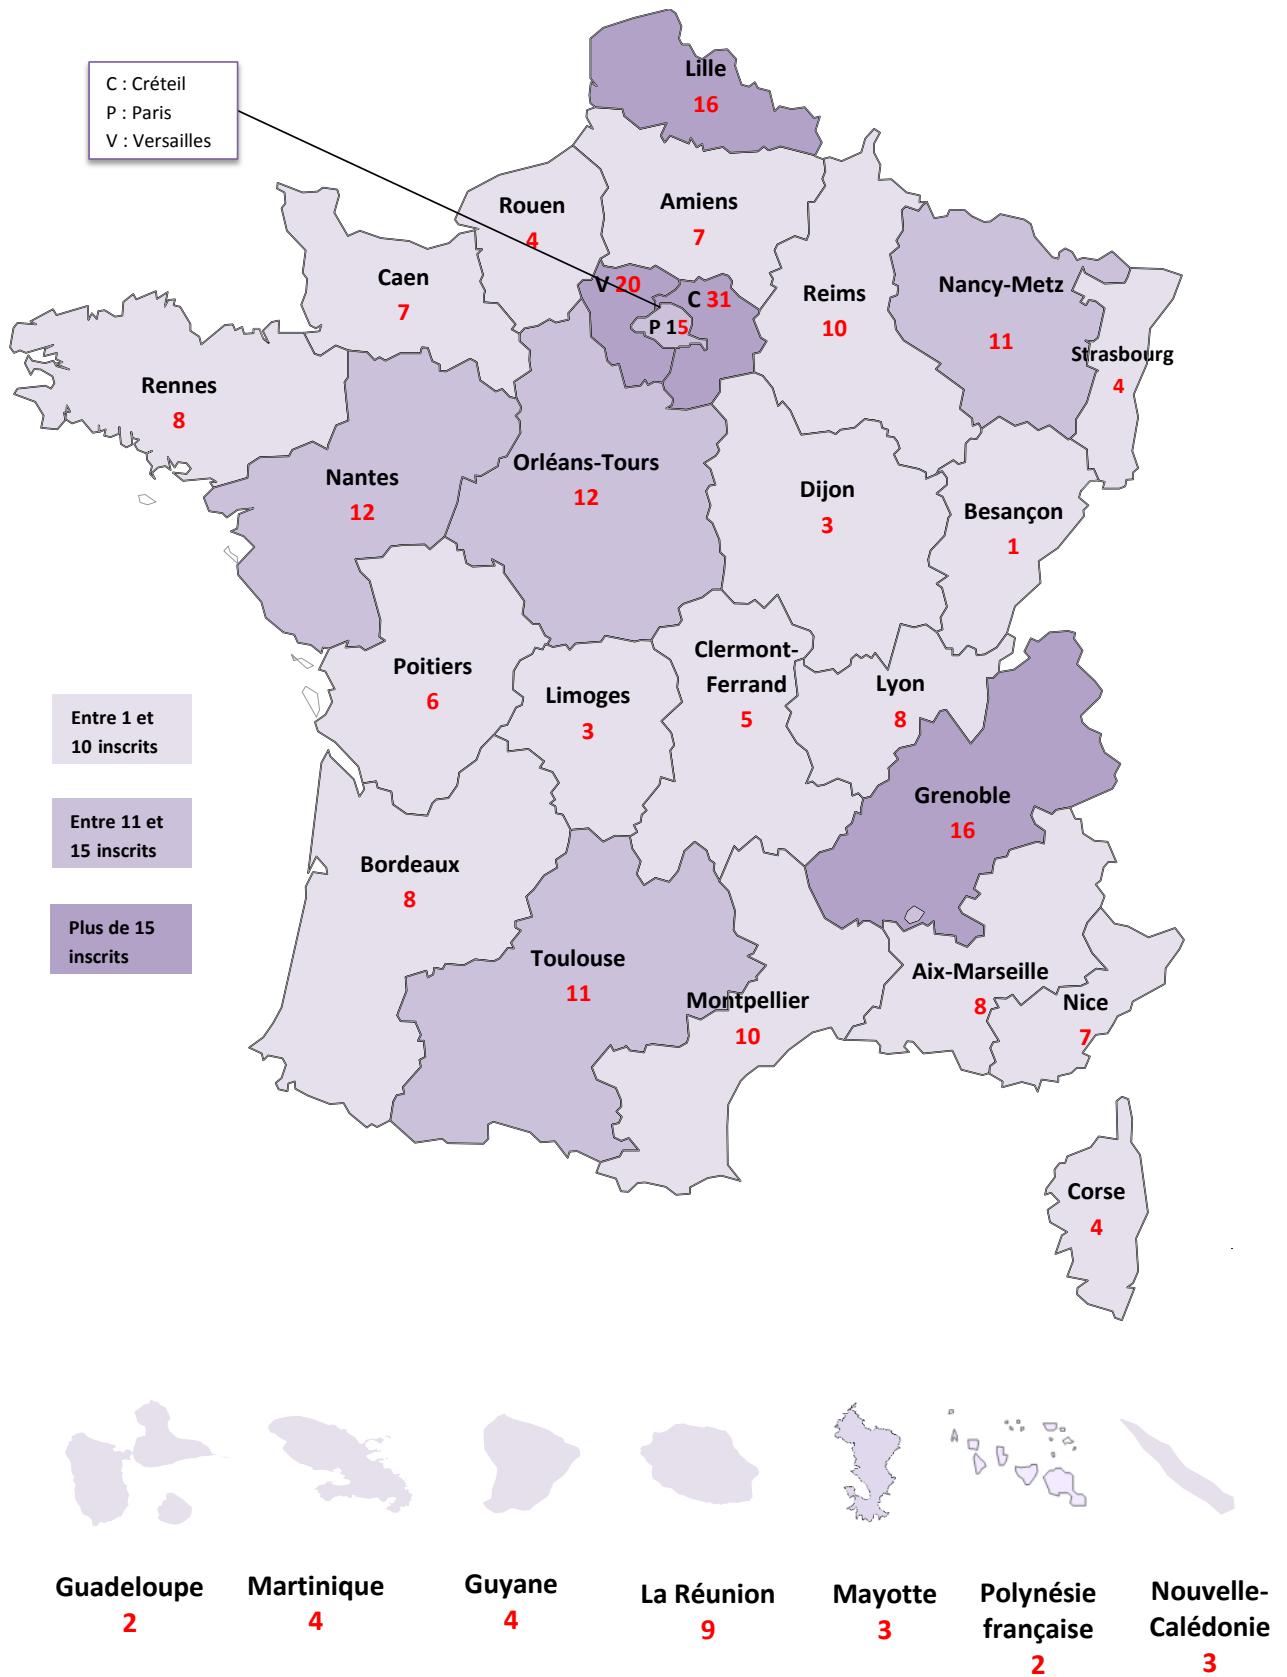 C : Créteil
P : Paris
V : Versailles
Lille
16
Rouen
4
Amiens
7
Caen
7
V 20
C 31
P 15
Reims
10
Nancy-Metz
11
Strasbourg
4
Rennes
8
Nantes
12
Orléans-Tours
12
Dijon
3
Besançon
1
Poitiers
6
Limoges
3
Clermont-
Ferrand
5
Lyon
8
Entre 1 et
10 inscrits
Entre 11 et
15 inscrits
Plus de 15
inscrits
Grenoble
16
Bordeaux
8
Toulouse
11
Montpellier
10
Aix-Marseille
8
Nice
7
Corse
4
Guadeloupe
2
Martinique
4
Guyane
4
La Réunion
9
Mayotte
3
Polynésie
française
2
Nouvelle-
Calédonie
3